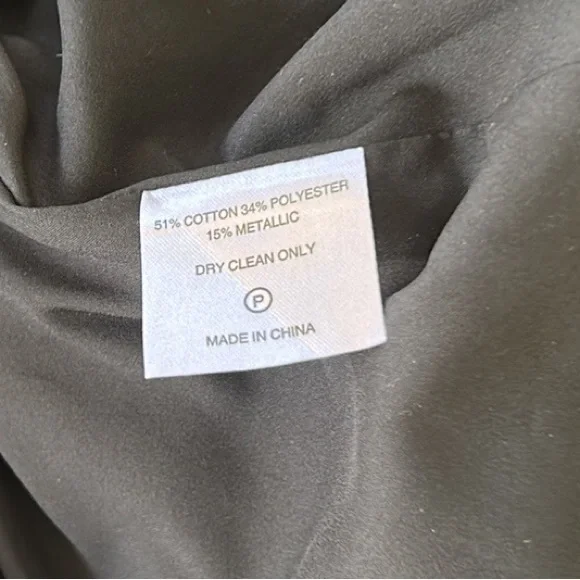 51% COTTON 34% POLYESTER
15% METALLIC
DRY CLEAN ONLY
P
MADE IN CHINA